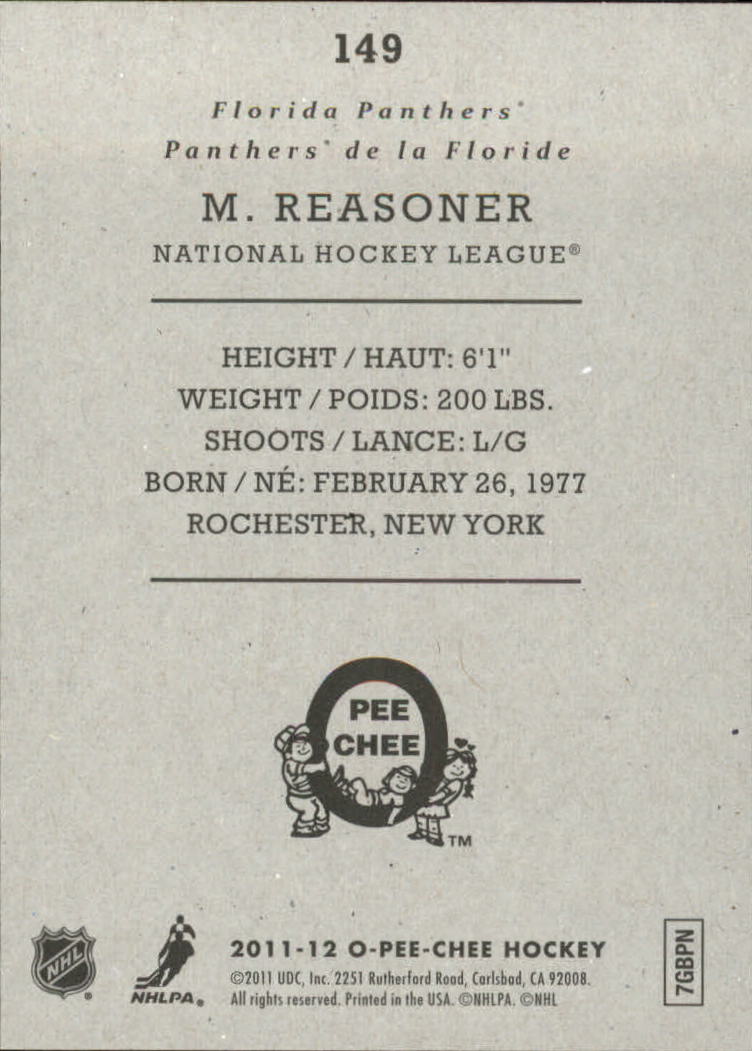 149
Florida Panthers®
Panthers® de la Floride
M. REASONER
NATIONAL HOCKEY LEAGUE®
HEIGHT / HAUT: 6'1"
WEIGHT / POIDS: 200 LBS.
SHOOTS / LANCE: L/G
BORN / NÉ: FEBRUARY 26, 1977
ROCHESTER, NEW YORK
O
PEE
CHEE
TM
NHL
®
NHLPA®
2011-12 O-PEE-CHEE HOCKEY
©2011 UDC, Inc. 2251 Rutherford Road, Carlsbad, CA 92008.
All rights reserved. Printed in the USA. ©NHLPA. ©NHL
7GBPN